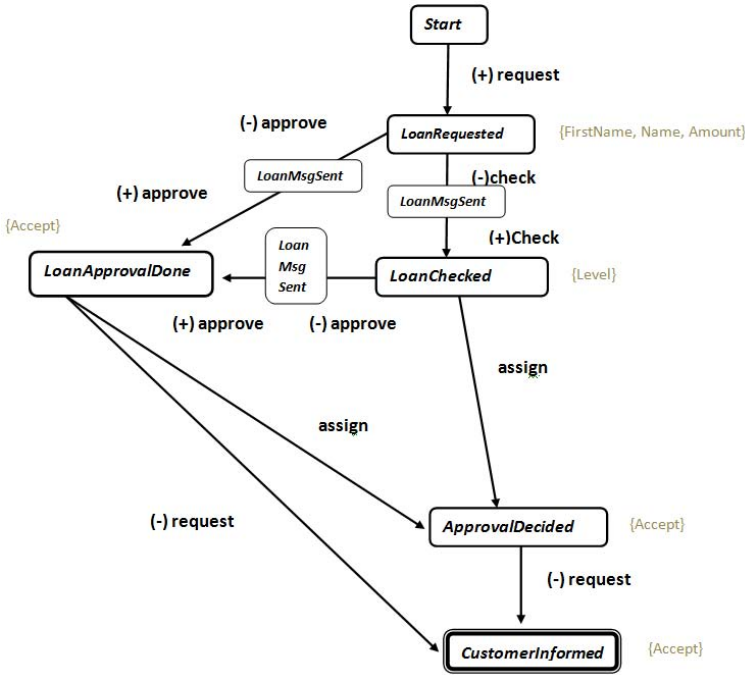 Start
(+) request
(-) approve
LoanRequested
{FirstName, Name, Amount}
LoanMsgSent
(-)check
(+) approve
LoanMsgSent
{Accept}
(+)Check
Loan
Msg
Sent
LoanApprovalDone
LoanChecked
{Level}
(+) approve
(-) approve
assign
assign
(-) request
ApprovalDecided
{Accept}
(-) request
CustomerInformed
{Accept}